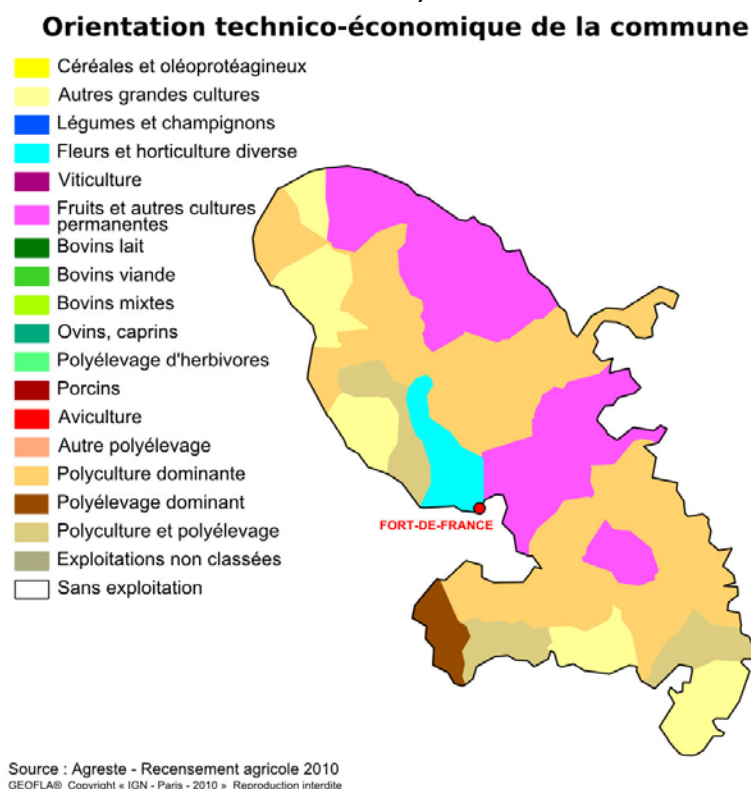 Orientation technico-économique de la commune
Céréales et oléoprotéagineux
Autres grandes cultures
Légumes et champignons
Fleurs et horticulture diverse
Viticulture
Fruits et autres cultures
permanentes
Bovins lait
Bovins viande
Bovins mixtes
Ovins, caprins
Polyélevage d'herbivores
Porcins
Aviculture
Autre polyélevage
Polyculture dominante
Polyélevage dominant
Polyculture et polyélevage
Exploitations non classées
Sans exploitation
FORT-DE-FRANCE
Source : Agreste - Recensement agricole 2010
GEOFLA® Copyright « IGN - Paris - 2010 » Reproduction interdite